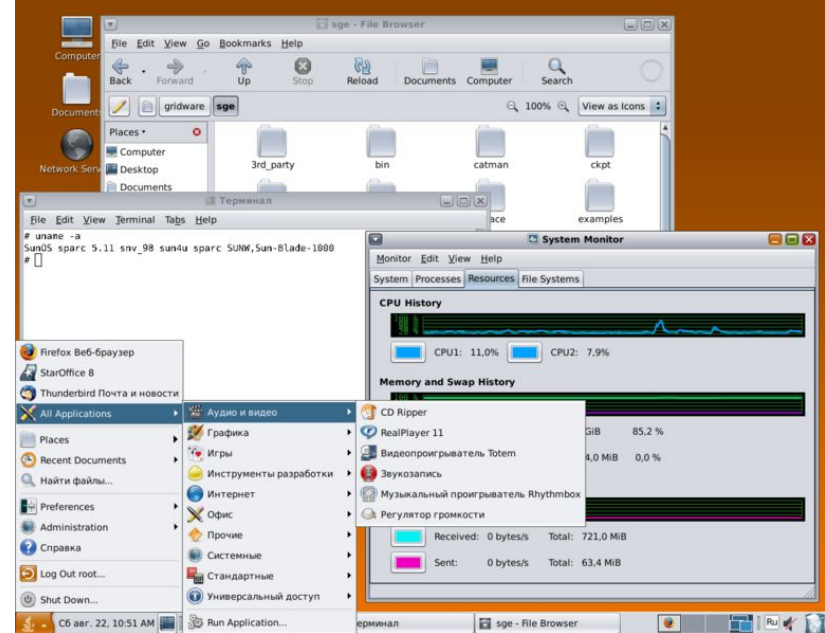 sge - File Browser
File Edit View Go Bookmarks Help
Back Forward Up Stop Reload Documents Computer Search
gridware sge 100% View as Icons
Places
Computer
Desktop
Documents
3rd_party bin catman ckpt
examples
Computer
Documents
Network Serv
Терминал
File Edit View Terminal Tabs Help
# uname -a
SunOS sparc 5.11 snv_98 sun4u sparc SUNW,Sun-Blade-1000
#
System Monitor
Monitor Edit View Help
System Processes Resources File Systems
CPU History
CPU1: 11,0% CPU2: 7,9%
Memory and Swap History
GiB 85,2 %
4,0 MiB 0,0 %
Received: 0 bytes/s Total: 721,0 MiB
Sent: 0 bytes/s Total: 63,4 MiB
Firefox Веб-браузер
StarOffice 8
Thunderbird Почта и новости
All Applications
Places
Recent Documents
Найти файлы...
Preferences
Administration
Справка
Log Out root...
Shut Down...
Аудио и видео
Графика
Игры
Инструменты разработки
Интернет
Офис
Прочие
Системные
Стандартные
Универсальный доступ
Run Application...
CD Ripper
RealPlayer 11
Видеопроигрыватель Totem
Звукозапись
Музыкальный проигрыватель Rhythmbox
Регулятор громкости
Сб авг. 22, 10:51 AM
ерминал
sge - File Browser
Ru